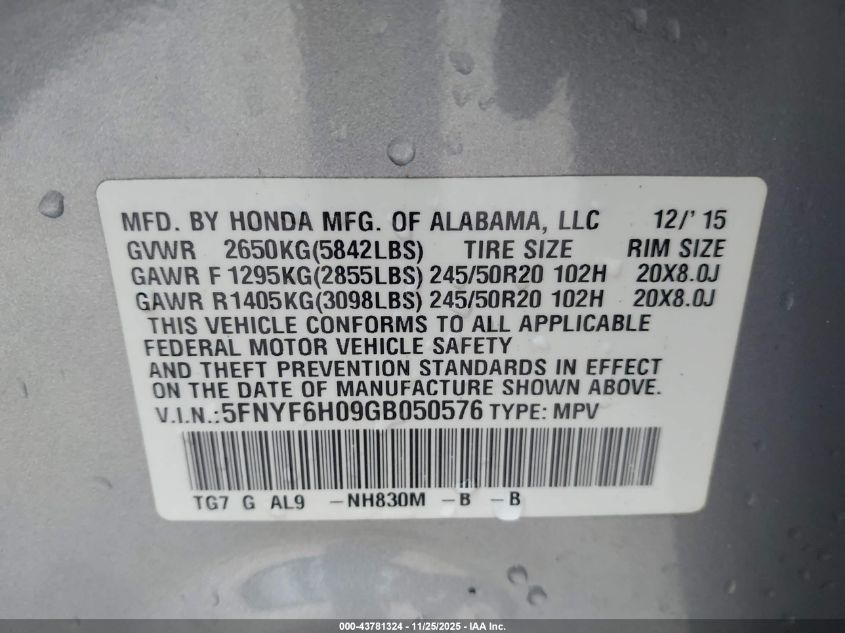 MFD. BY HONDA MFG. OF ALABAMA, LLC 12/' 15
GVWR 2650KG(5842LBS) TIRE SIZE RIM SIZE
GAWR F 1295KG(2855LBS) 245/50R20 102H 20X8.0J
GAWR R1405KG(3098LBS) 245/50R20 102H 20X8.0J
THIS VEHICLE CONFORMS TO ALL APPLICABLE
FEDERAL MOTOR VEHICLE SAFETY
AND THEFT PREVENTION STANDARDS IN EFFECT
ON THE DATE OF MANUFACTURE SHOWN ABOVE.
V.I.N.:5FNYF6H09GB050576 TYPE: MPV
TG7 G AL9 -NH830M -B -B
000-43781324 - 11/25/2025 - IAA Inc.